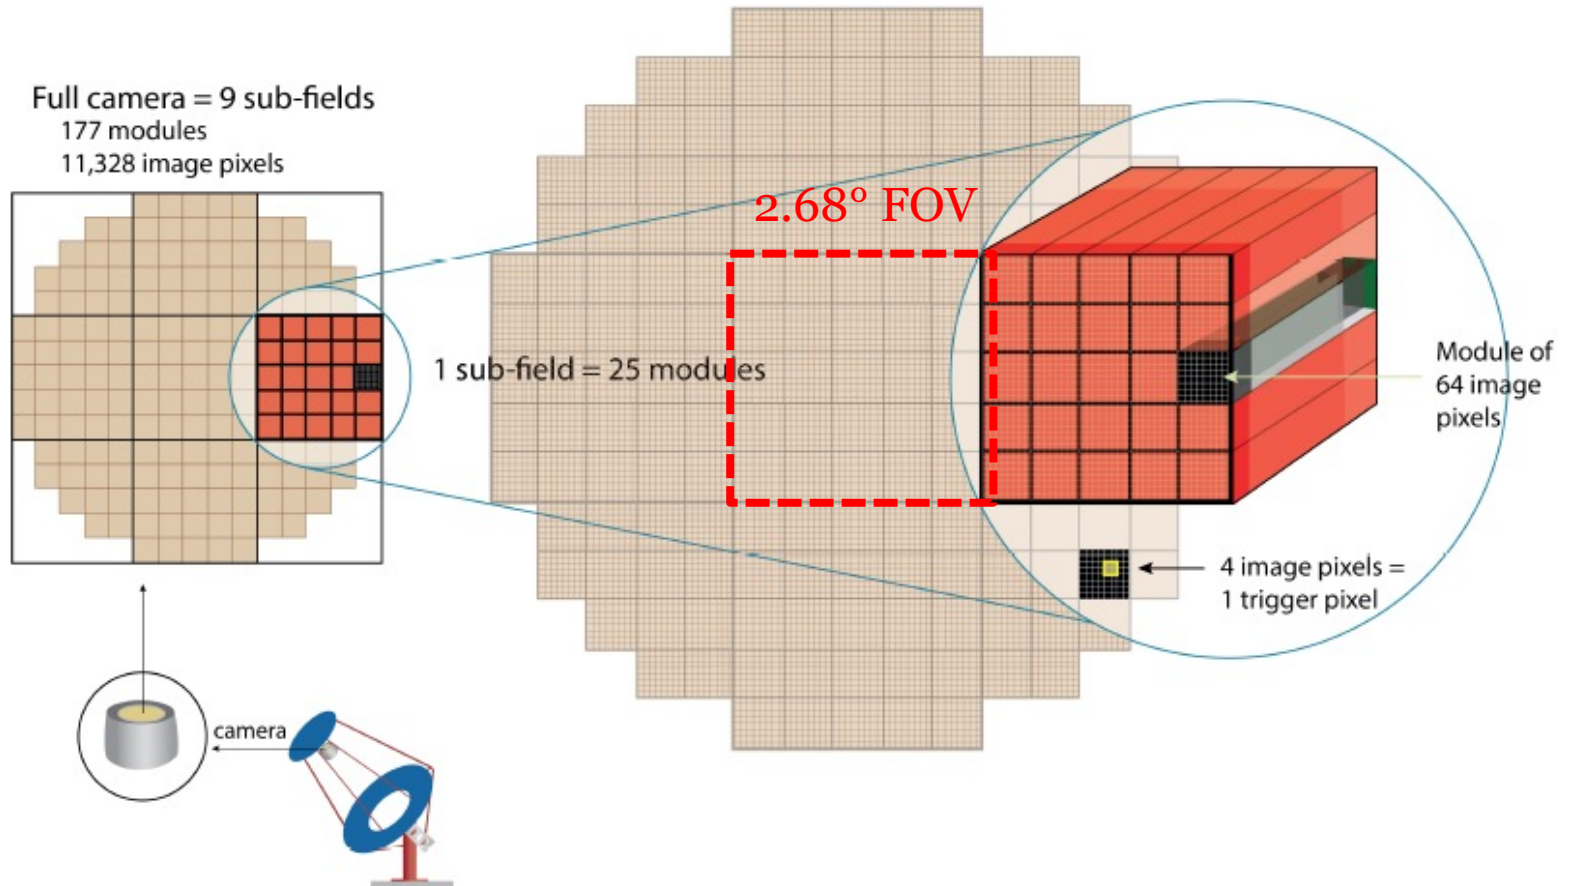 Full camera = 9 sub-fields
177 modules
11,328 image pixels
2.68° FOV
1 sub-field = 25 modules
Module of
64 image
pixels
4 image pixels =
1 trigger pixel
camera